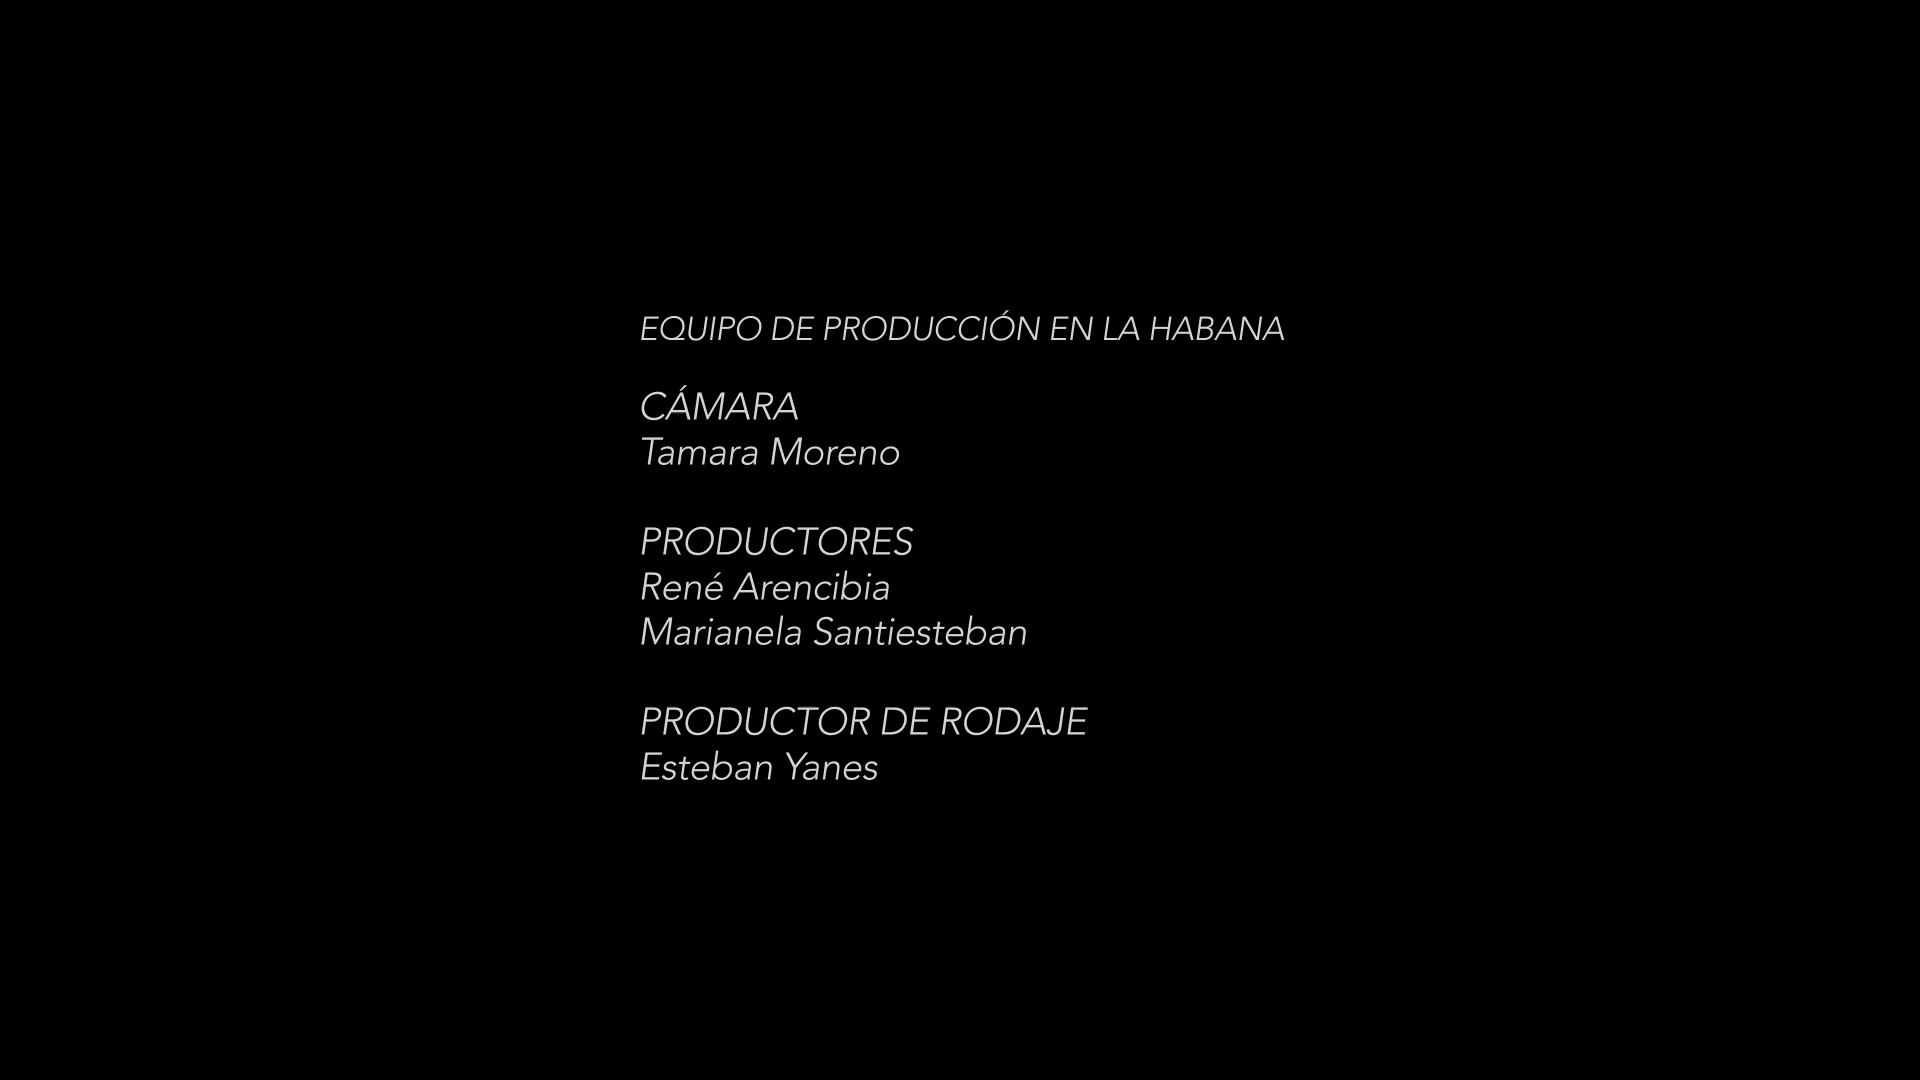 EQUIPO DE PRODUCCIÓN EN LA HABANA
CÁMARA
Tamara Moreno
PRODUCTORES
René Arencibia
Marianela Santiesteban
PRODUCTOR DE RODAJE
Esteban Yanes